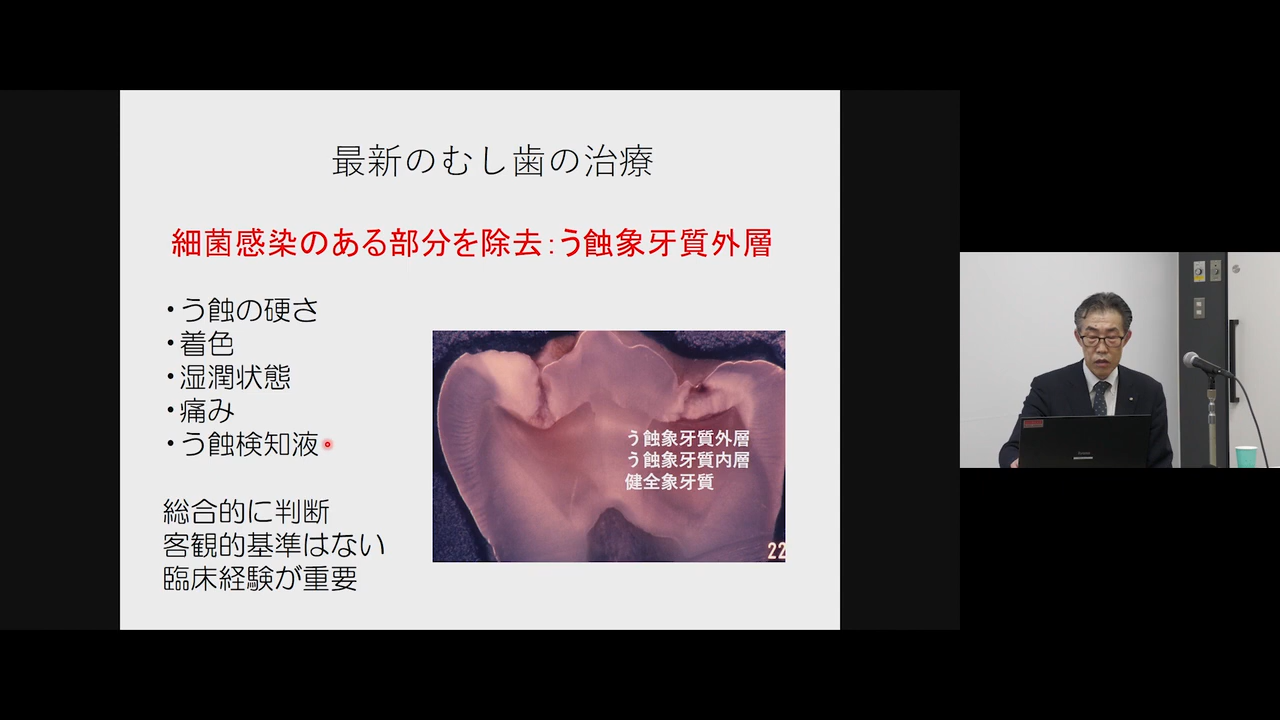 最新のむし歯の治療
細菌感染のある部分を除去:う蝕象牙質外層
・う蝕の硬さ
・着色
・湿潤状態
・痛み
・う蝕検知液
う蝕象牙質外層
う蝕象牙質内層
健全象牙質
22
総合的に判断
客観的基準はない
臨床経験が重要